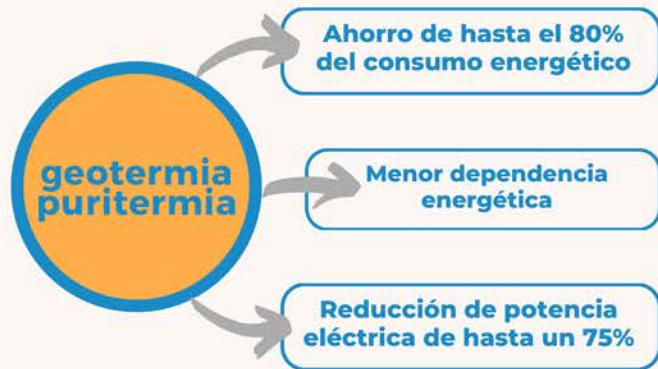 Ahorro de hasta el 80%
del consumo energético
geotermia
puritermia
Menor dependencia
energética
Reducción de potencia
eléctrica de hasta un 75%